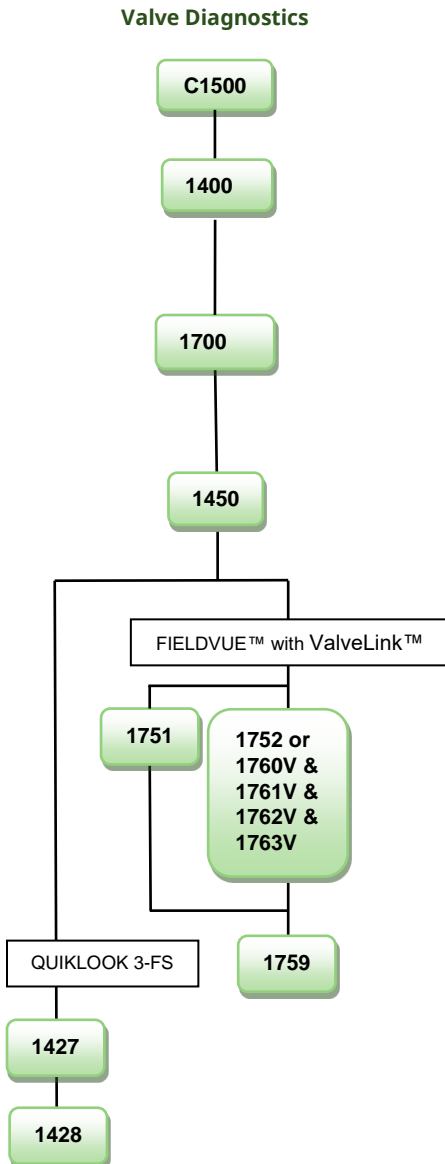 Valve Diagnostics
C1500
1400
1700
1450
FIELDVUE™ with ValveLink™
1751
1752 or
1760V &
1761V &
1762V &
1763V
QUIKLOOK 3-FS
1759
1427
1428